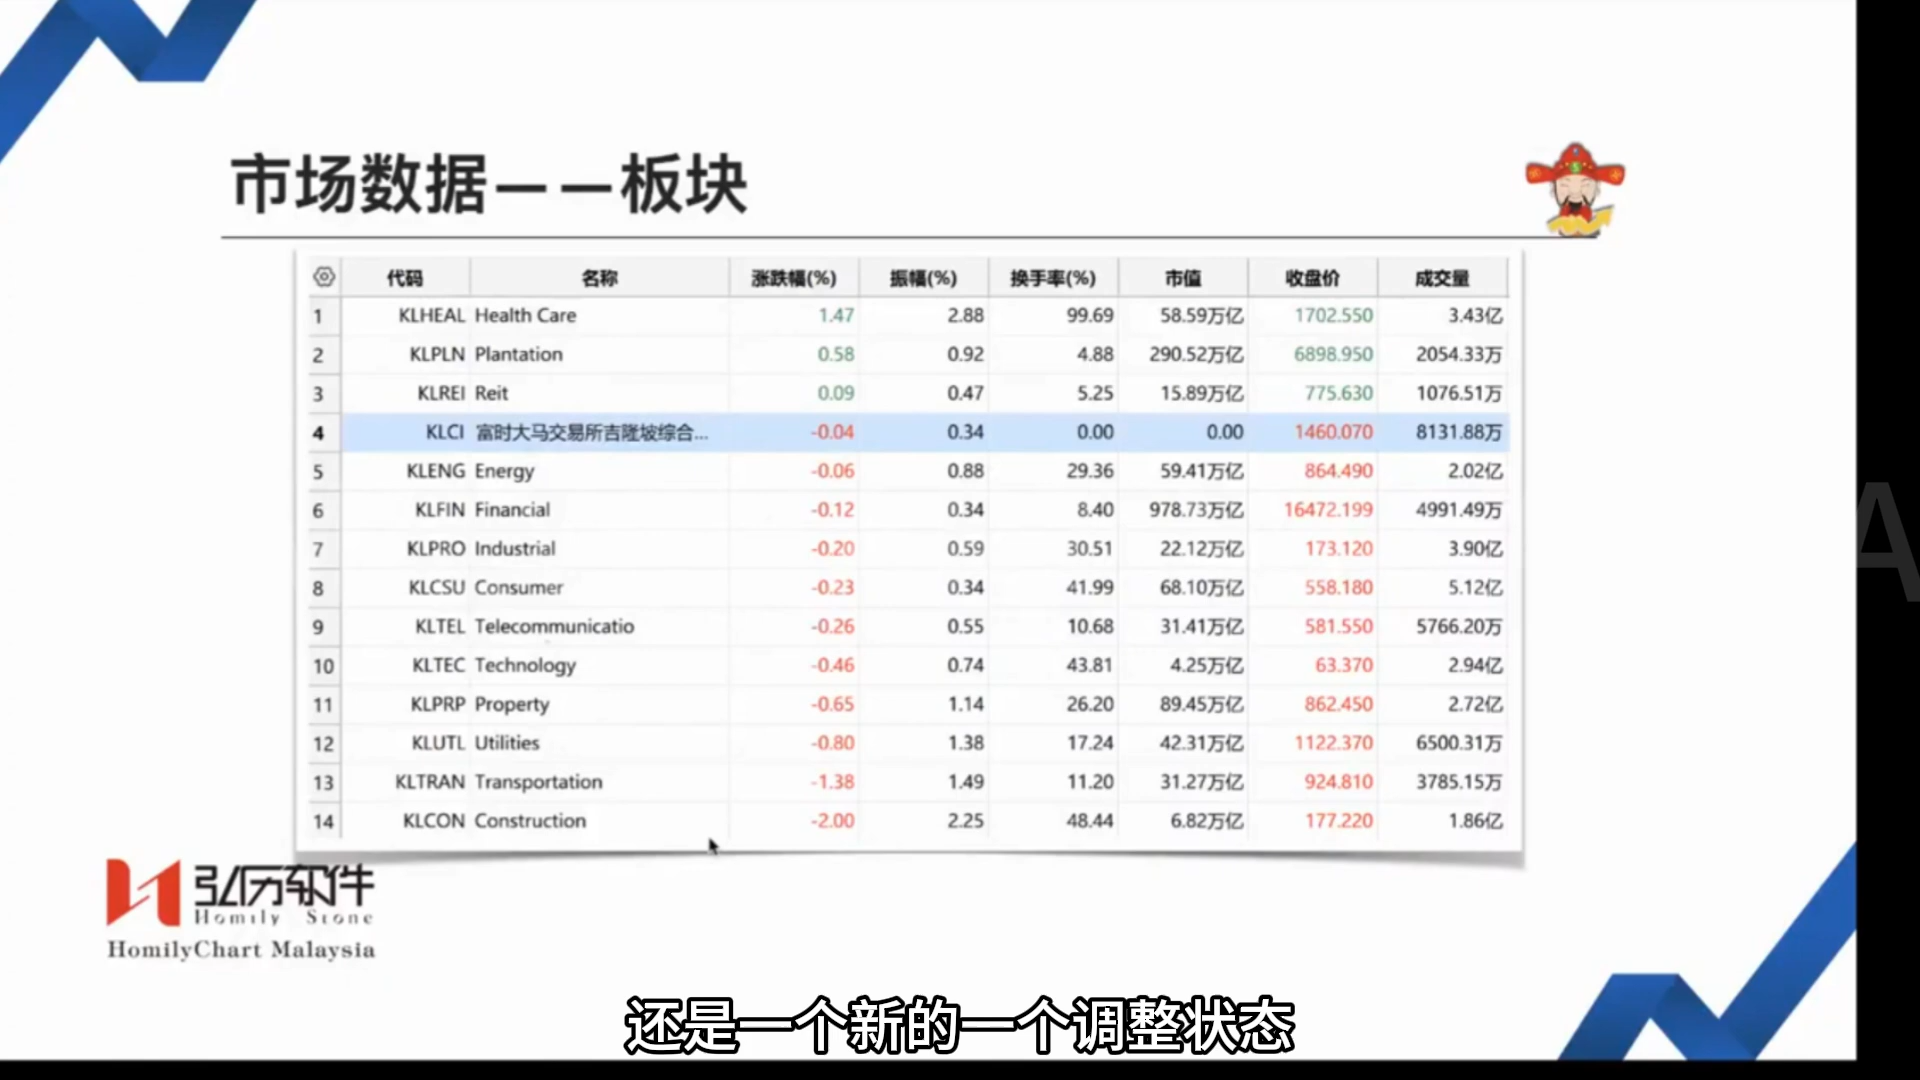 市场数据——板块
代码 名称 涨跌幅(%) 振幅(%) 换手率(%) 市值 收盘价 成交量
1 KLHEAL Health Care 1.47 2.88 99.69 58.59万亿 1702.550 3.43亿
2 KLPLN Plantation 0.58 0.92 4.88 290.52万亿 6898.950 2054.33万
3 KLREI Reit 0.09 0.47 5.25 15.89万亿 775.630 1076.51万
4 KLCI 富时大马交易所吉隆坡综合... -0.04 0.34 0.00 0.00 1460.070 8131.88万
5 KLENG Energy -0.06 0.88 29.36 59.41万亿 864.490 2.02亿
6 KLFIN Financial -0.12 0.34 8.40 978.73万亿 16472.199 4991.49万
7 KLPRO Industrial -0.20 0.59 30.51 22.12万亿 173.120 3.90亿
8 KLCSU Consumer -0.23 0.34 41.99 68.10万亿 558.180 5.12亿
9 KLTEL Telecommunicatio -0.26 0.55 10.68 31.41万亿 581.550 5766.20万
10 KLTEC Technology -0.46 0.74 43.81 4.25万亿 63.370 2.94亿
11 KLPRP Property -0.65 1.14 26.20 89.45万亿 862.450 2.72亿
12 KLUTL Utilities -0.80 1.38 17.24 42.31万亿 1122.370 6500.31万
13 KLTRAN Transportation -1.38 1.49 11.20 31.27万亿 924.810 3785.15万
14 KLCON Construction -2.00 2.25 48.44 6.82万亿 177.220 1.86亿
弘历软件
Homily Stone
HomilyChart Malaysia
还是一个新的一个调整状态
A